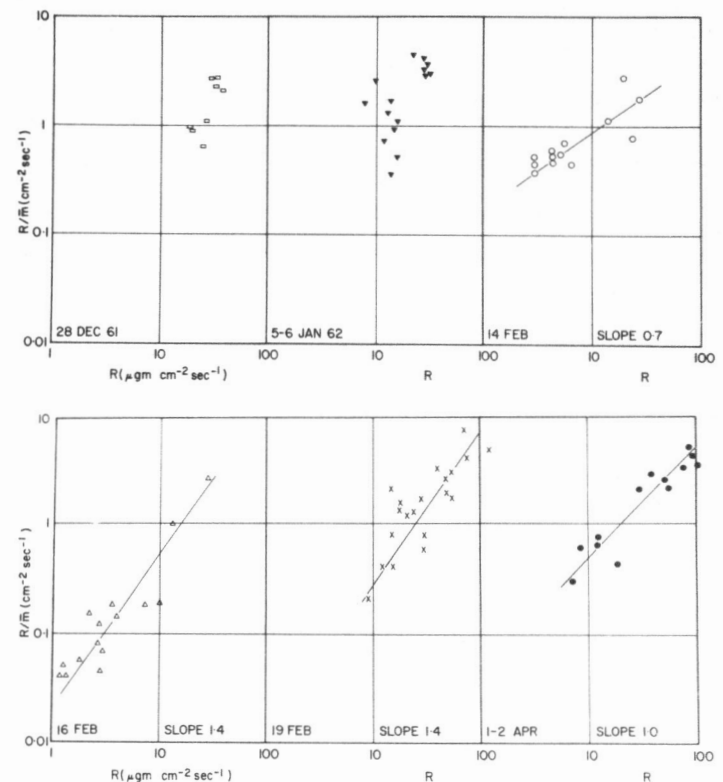 10
1
0·1
0·01
R/m̅ (cm⁻² sec⁻¹)
28 DEC 61
5-6 JAN 62
14 FEB
SLOPE 0·7
1
10
100
10
100
10
100
R (μgm cm⁻² sec⁻¹)
R
R
10
1
0·1
0·01
R/m̅ (cm⁻² sec⁻¹)
16 FEB
SLOPE 1·4
19 FEB
SLOPE 1·4
1-2 APR
SLOPE 1·0
1
10
100
10
100
10
100
R (μgm cm⁻² sec⁻¹)
R
R